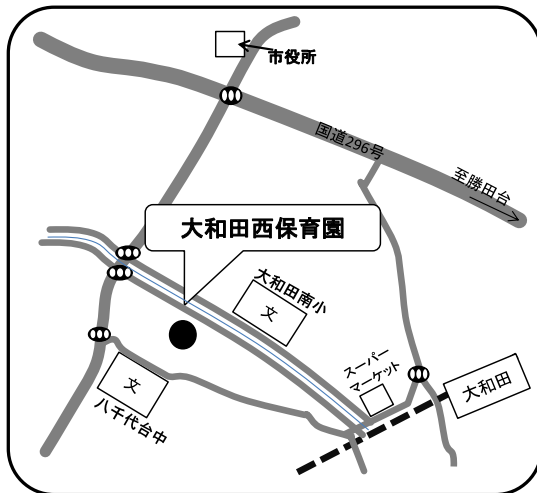 市役所
国道296号
至勝田台
大和田西保育園
大和田南小
文
スーパー
マーケット
大和田
文
八千代台中